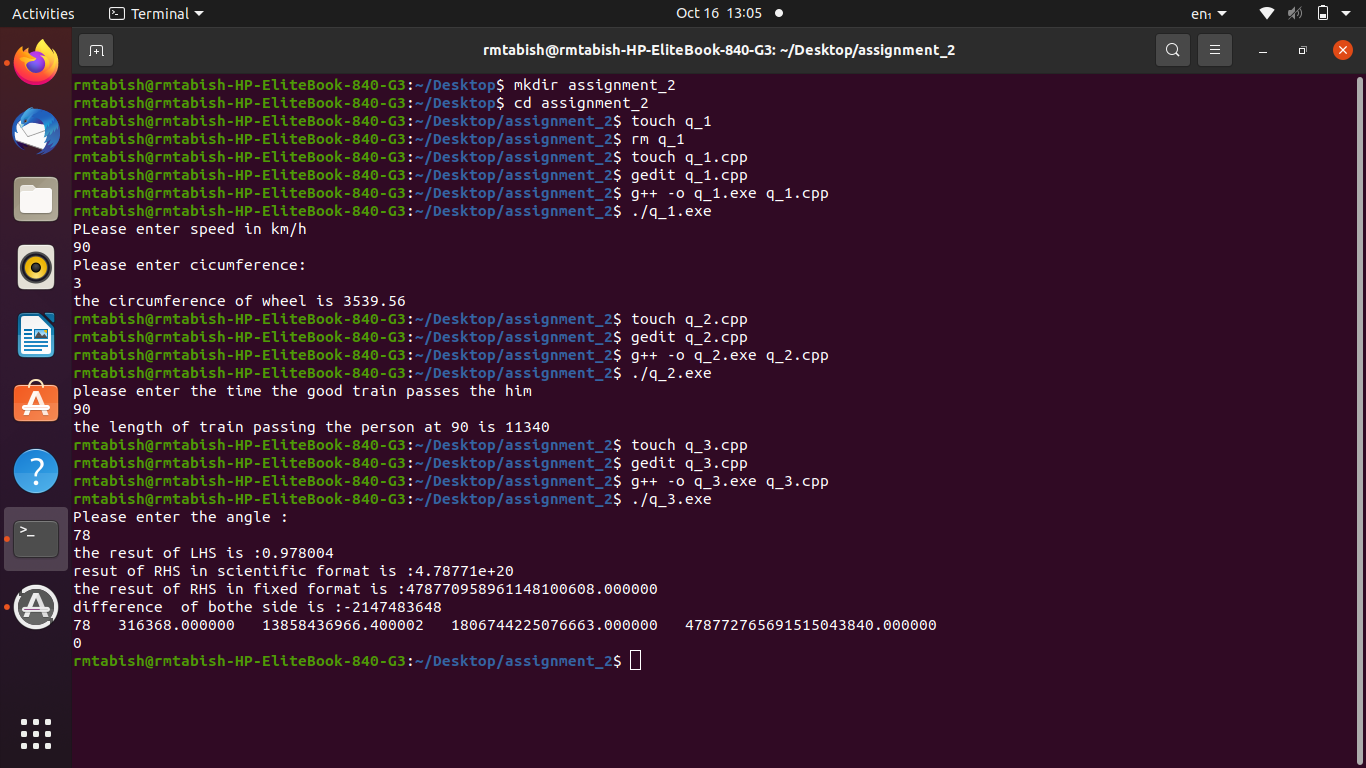 Activities Terminal Oct 16 13:05 en₁
rmtabish@rmtabish-HP-EliteBook-840-G3: ~/Desktop/assignment_2
rmtabish@rmtabish-HP-EliteBook-840-G3:~/Desktop$ mkdir assignment_2
rmtabish@rmtabish-HP-EliteBook-840-G3:~/Desktop$ cd assignment_2
rmtabish@rmtabish-HP-EliteBook-840-G3:~/Desktop/assignment_2$ touch q_1
rmtabish@rmtabish-HP-EliteBook-840-G3:~/Desktop/assignment_2$ rm q_1
rmtabish@rmtabish-HP-EliteBook-840-G3:~/Desktop/assignment_2$ touch q_1.cpp
rmtabish@rmtabish-HP-EliteBook-840-G3:~/Desktop/assignment_2$ gedit q_1.cpp
rmtabish@rmtabish-HP-EliteBook-840-G3:~/Desktop/assignment_2$ g++ -o q_1.exe q_1.cpp
rmtabish@rmtabish-HP-EliteBook-840-G3:~/Desktop/assignment_2$ ./q_1.exe
PLease enter speed in km/h
90
Please enter cicumference:
3
the circumference of wheel is 3539.56
rmtabish@rmtabish-HP-EliteBook-840-G3:~/Desktop/assignment_2$ touch q_2.cpp
rmtabish@rmtabish-HP-EliteBook-840-G3:~/Desktop/assignment_2$ gedit q_2.cpp
rmtabish@rmtabish-HP-EliteBook-840-G3:~/Desktop/assignment_2$ g++ -o q_2.exe q_2.cpp
rmtabish@rmtabish-HP-EliteBook-840-G3:~/Desktop/assignment_2$ ./q_2.exe
please enter the time the good train passes the him
90
the length of train passing the person at 90 is 11340
rmtabish@rmtabish-HP-EliteBook-840-G3:~/Desktop/assignment_2$ touch q_3.cpp
rmtabish@rmtabish-HP-EliteBook-840-G3:~/Desktop/assignment_2$ gedit q_3.cpp
rmtabish@rmtabish-HP-EliteBook-840-G3:~/Desktop/assignment_2$ g++ -o q_3.exe q_3.cpp
rmtabish@rmtabish-HP-EliteBook-840-G3:~/Desktop/assignment_2$ ./q_3.exe
Please enter the angle :
78
the resut of LHS is :0.978004
resut of RHS in scientific format is :4.78771e+20
the resut of RHS in fixed format is :478770958961148100608.000000
difference  of bothe side is :-2147483648
78   316368.000000   13858436966.400002   1806744225076663.000000   478772765691515043840.000000
0
rmtabish@rmtabish-HP-EliteBook-840-G3:~/Desktop/assignment_2$